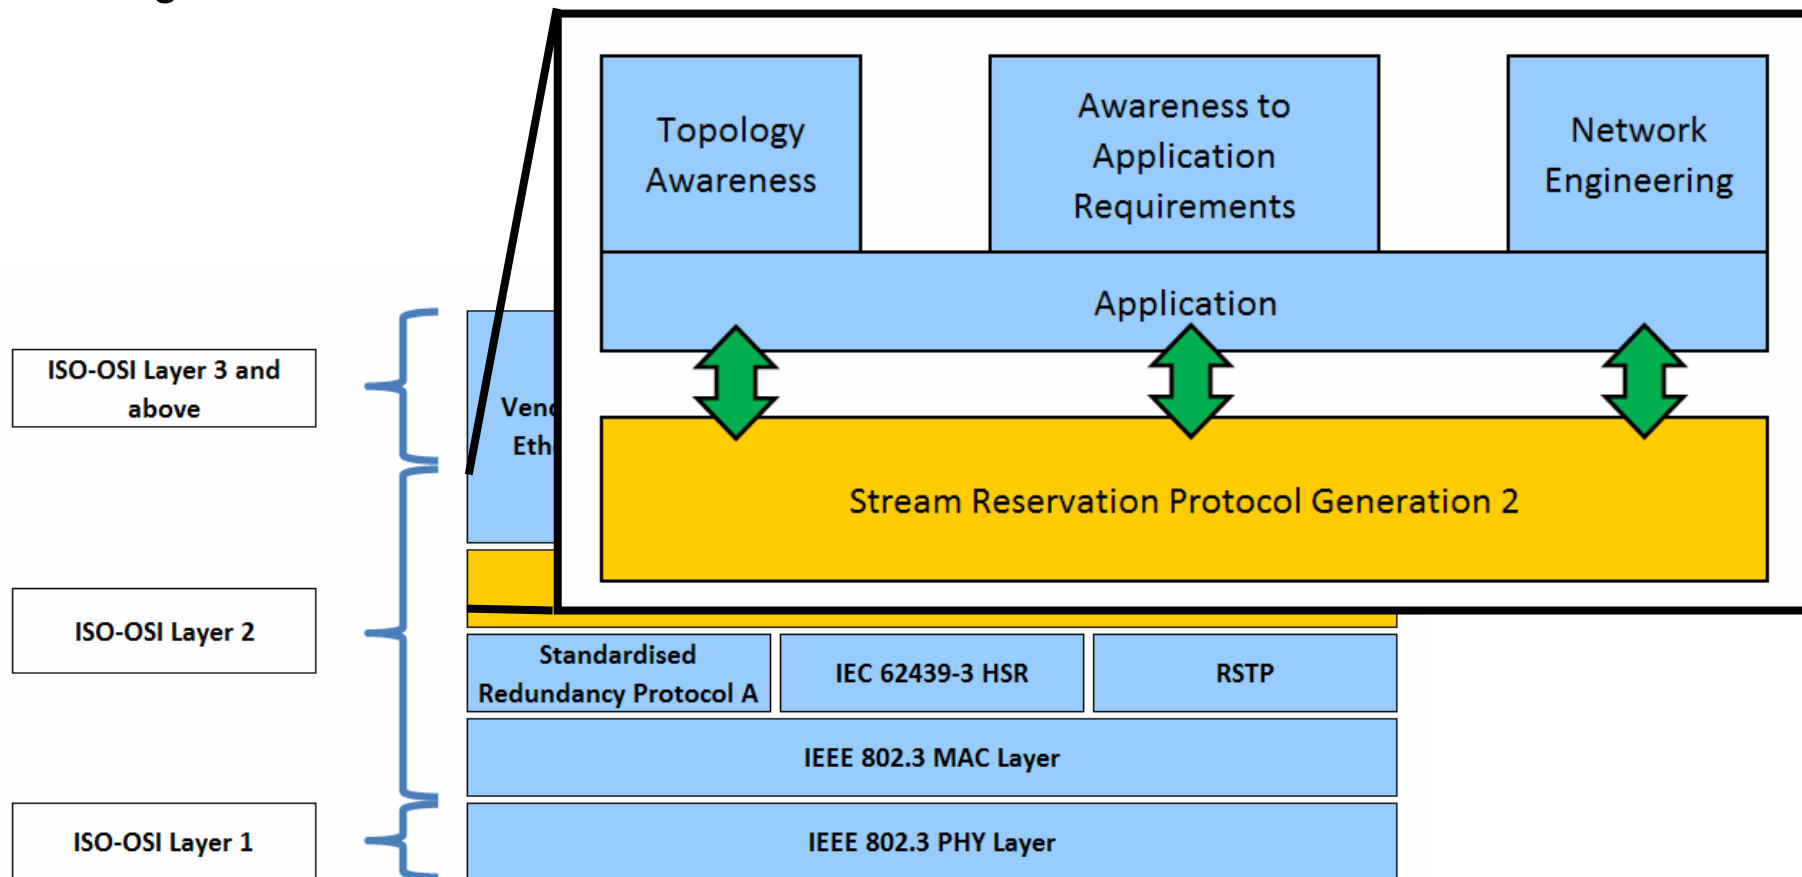 Topology
Awareness
Awareness to
Application
Requirements
Network
Engineering
Application
Stream Reservation Protocol Generation 2
ISO-OSI Layer 3 and
above
ISO-OSI Layer 2
Standardised
Redundancy Protocol A
IEC 62439-3 HSR
RSTP
IEEE 802.3 MAC Layer
ISO-OSI Layer 1
IEEE 802.3 PHY Layer